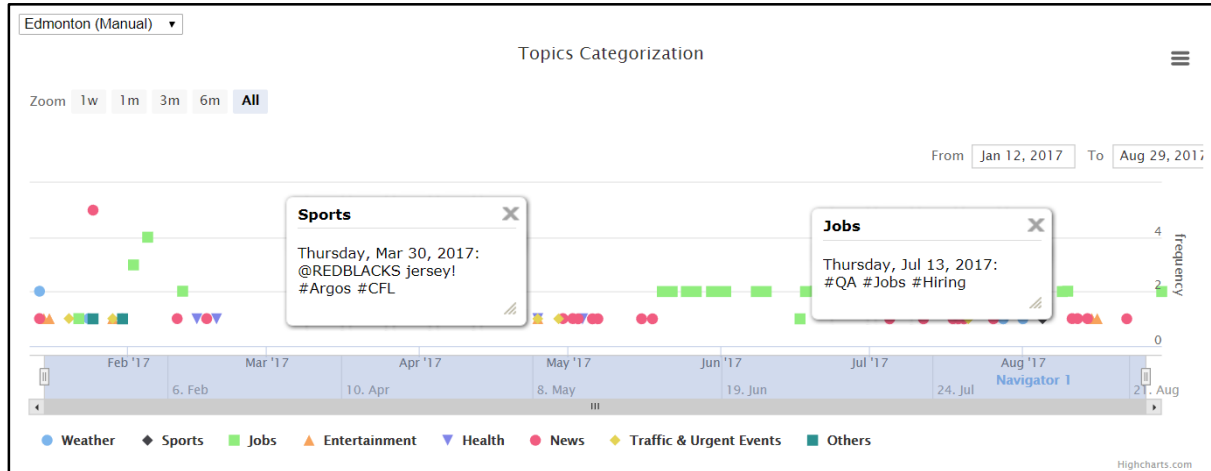 Edmonton (Manual)
Topics Categorization
Zoom 1w 1m 3m 6m All
From Jan 12, 2017 To Aug 29, 2017
Sports
Thursday, Mar 30, 2017:
@REDBLACKS jersey!
#Argos #CFL
Jobs
Thursday, Jul 13, 2017:
#QA #Jobs #Hiring
4
2
0
frequency
Feb '17 Mar '17 Apr '17 May '17 Jun '17 Jul '17 Aug '17
Navigator 1
6. Feb 10. Apr 8. May 19. Jun 24. Jul 21. Aug
Weather Sports Jobs Entertainment Health News Traffic & Urgent Events Others
Highcharts.com